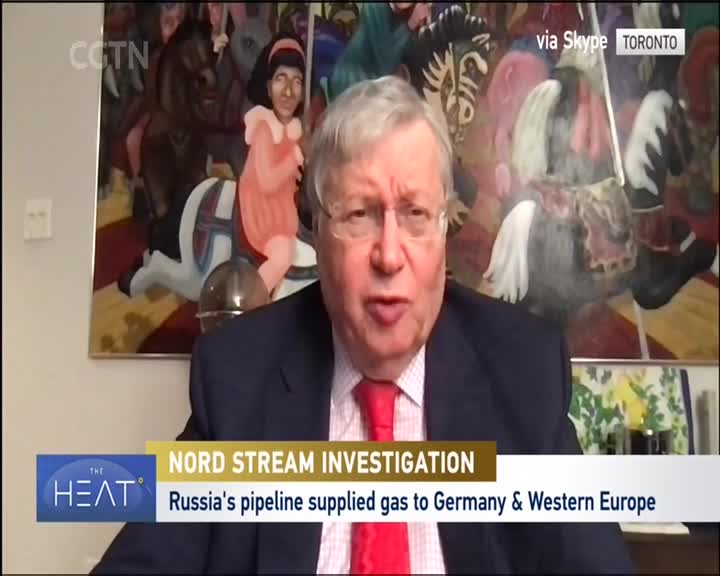 CGTN
via Skype TORONTO
NORD STREAM INVESTIGATION
THE HEAT
Russia's pipeline supplied gas to Germany & Western Europe